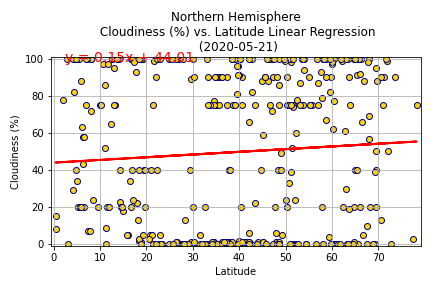 Northern Hemisphere
Cloudiness (%) vs. Latitude Linear Regression
(2020-05-21)
y = 0.15x + 44.01
100
80
60
40
20
0
Cloudiness (%)
0 10 20 30 40 50 60 70
Latitude